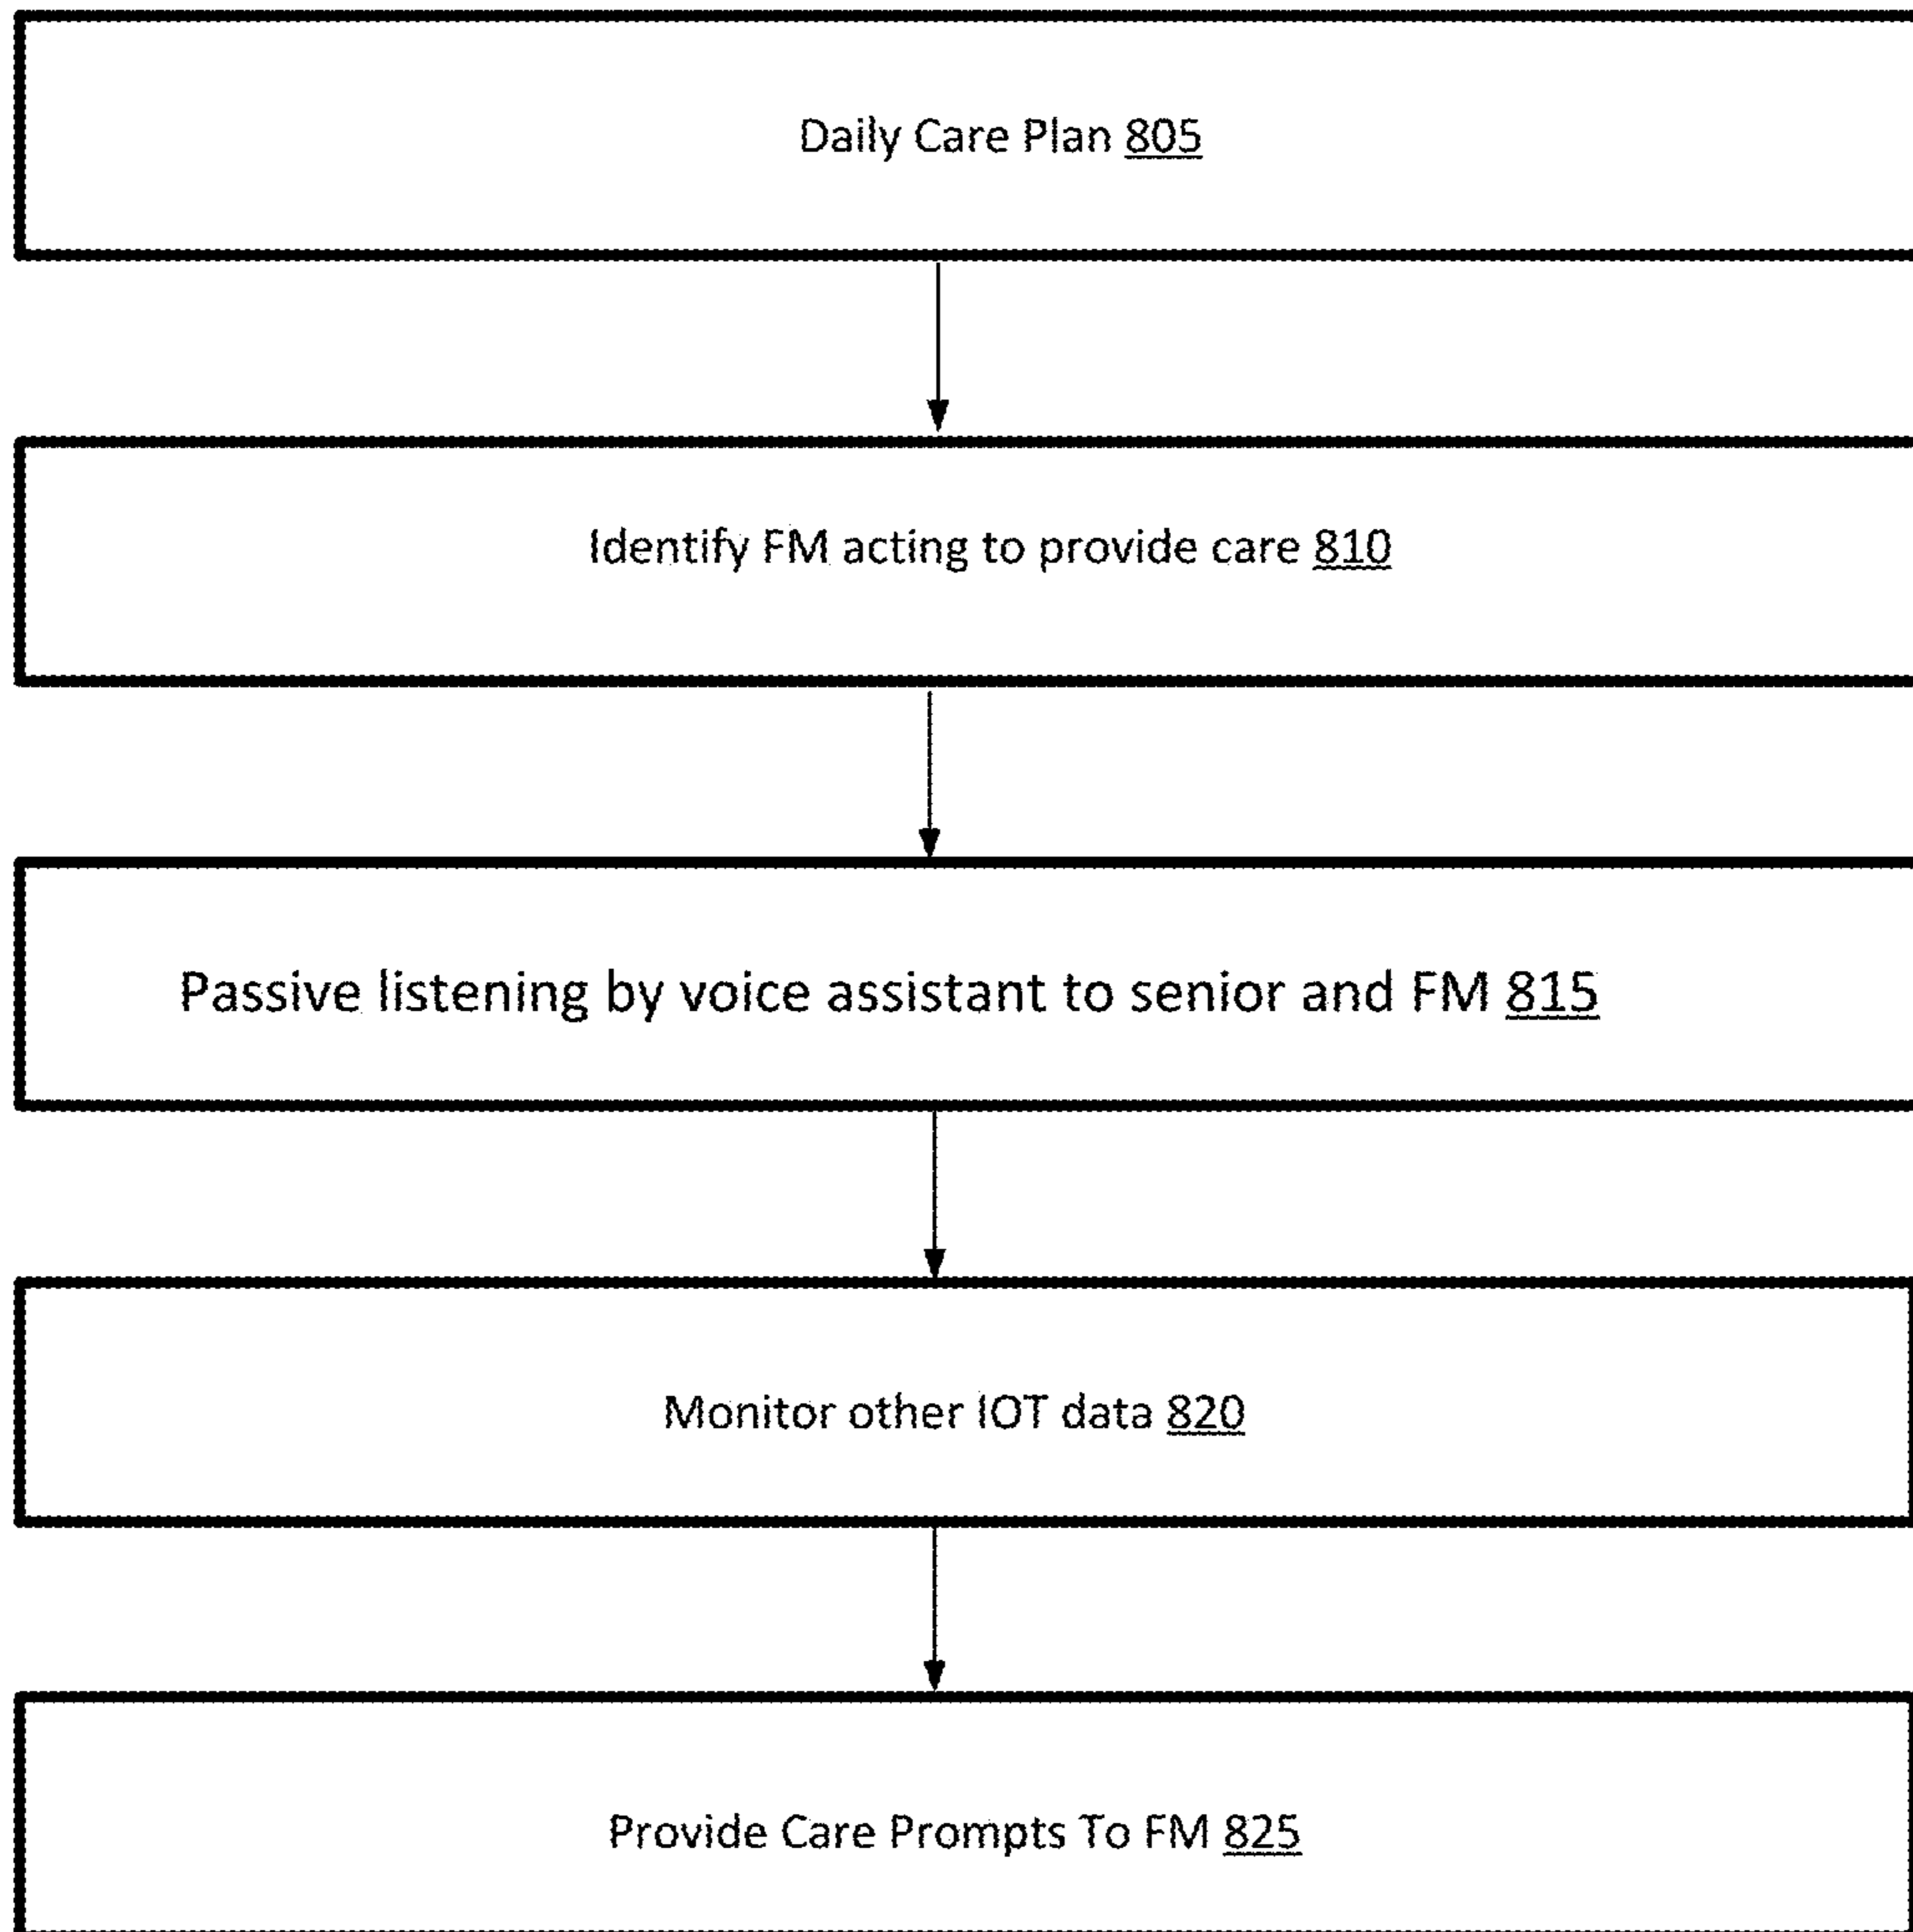 Daily Care Plan 805
Identify FM acting to provide care 810
Passive listening by voice assistant to senior and FM 815
Monitor other IOT data 820
Provide Care Prompts To FM 825